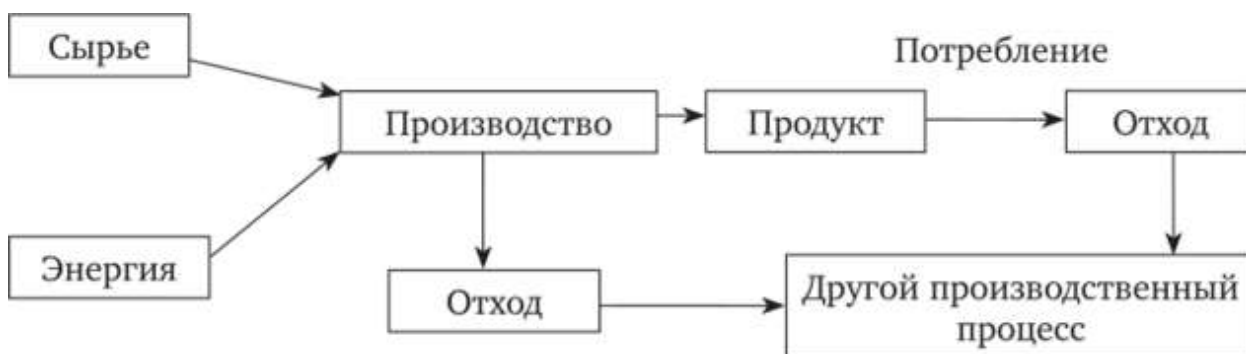 Сырье
Потребление
Производство
Продукт
Отход
Энергия
Отход
Другой производственный
процесс